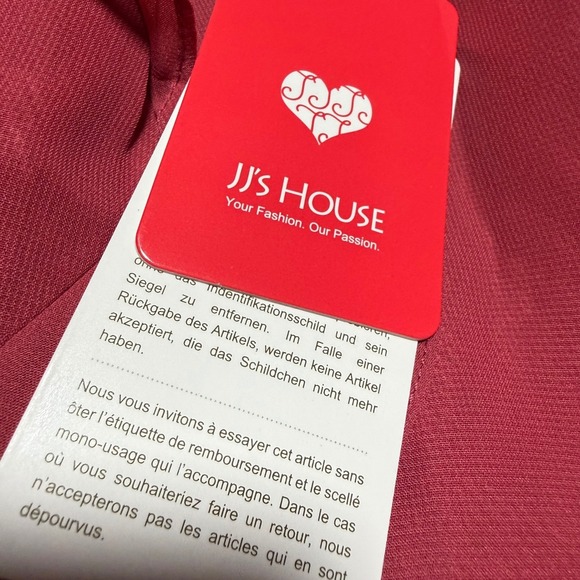 JJ's HOUSE
Your Fashion. Our Passion.
ohne das Indentifikationsschild und sein
Siegel zu entfernen. Im Falle einer
Rückgabe des Artikels, werden keine Artikel
akzeptiert, die das Schildchen nicht mehr
haben.
Nous vous invitons à essayer cet article sans
ôter l'étiquette de remboursement et le scellé
mono-usage qui l'accompagne. Dans le cas
où vous souhaiteriez faire un retour, nous
n'accepterons pas les articles qui en sont
dépourvus.